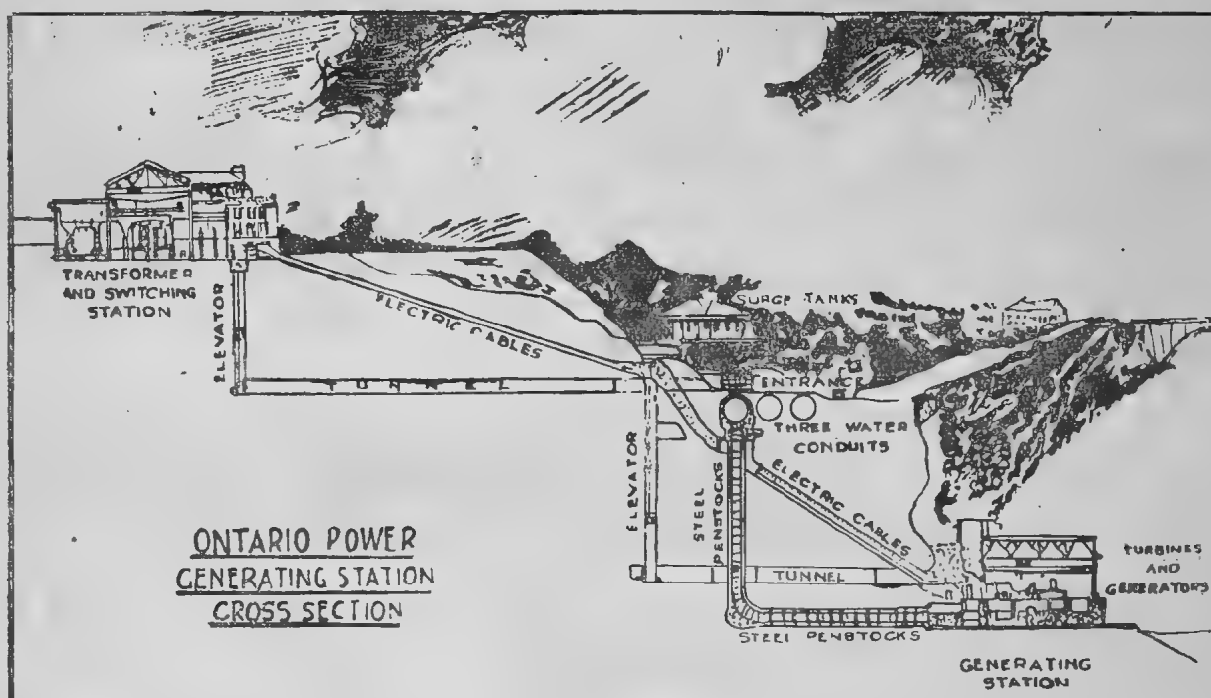 TRANSFORMER
AND SWITCHING
STATION
ELEVATOR
ELECTRIC CABLES
TUNNEL
SURGE TANKS
ENTRANCE
THREE WATER
CONDUITS
ELEVATOR
STEEL
PENSTOCKS
ELECTRIC CABLES
TUNNEL
STEEL PENSTOCKS
TURBINES
AND
GENERATORS
GENERATING
STATION
ONTARIO POWER
GENERATING STATION
CROSS SECTION